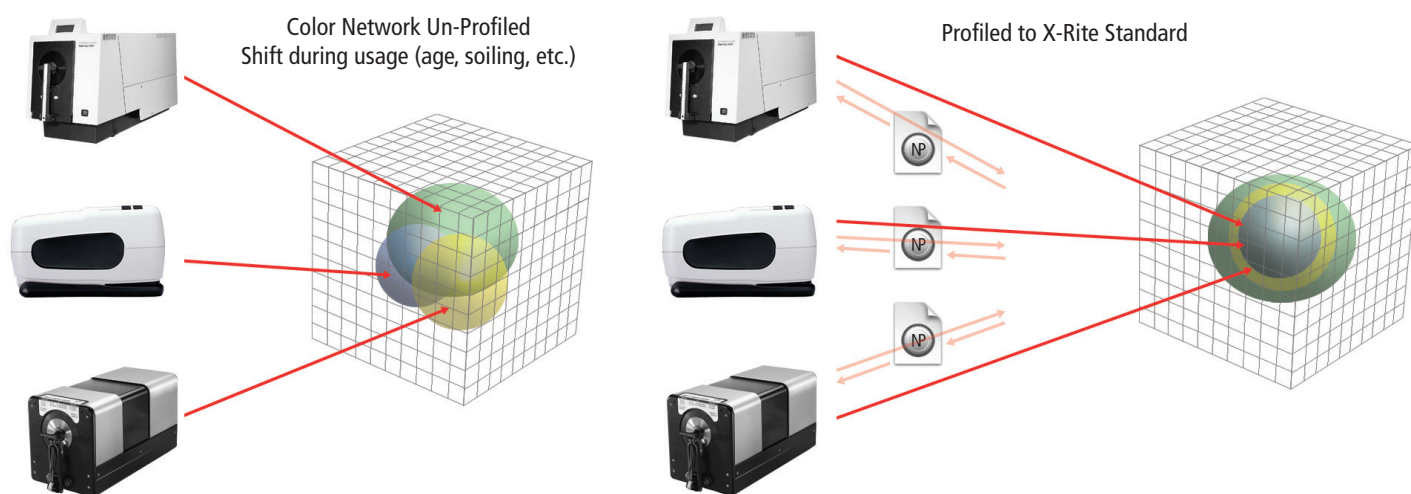 Color Network Un-Profiled
Shift during usage (age, soiling, etc.)
Profiled to X-Rite Standard
NP
NP
NP